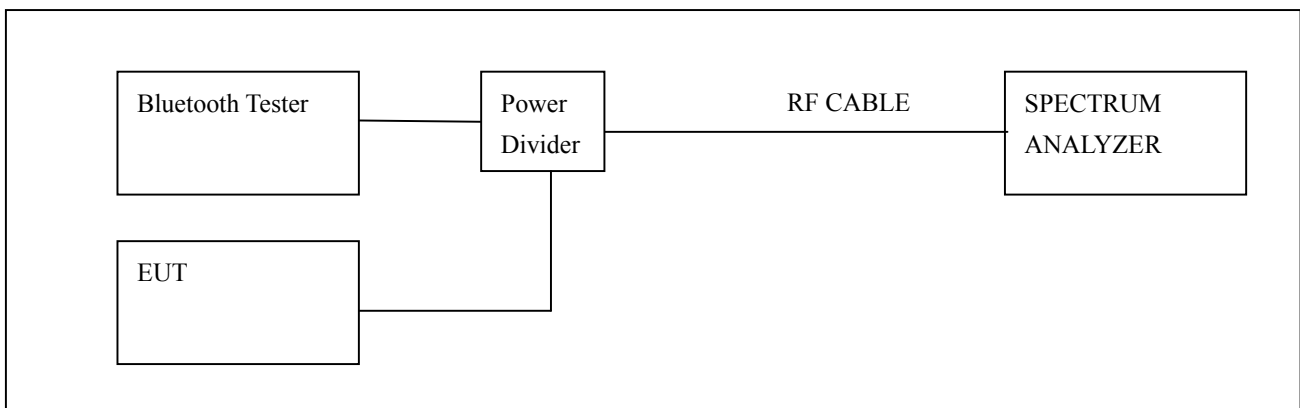 Bluetooth Tester
Power
Divider
RF CABLE
SPECTRUM
ANALYZER
EUT